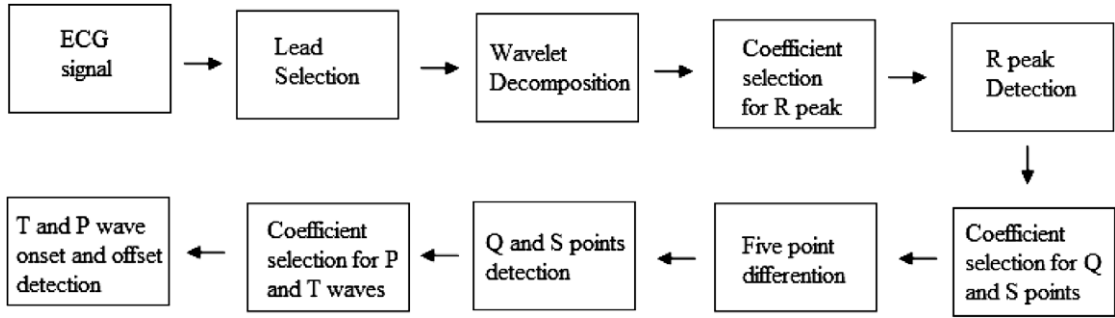 ECG
signal
Lead
Selection
Wavelet
Decomposition
Coefficient
selection
for R peak
R peak
Detection
Coefficient
selection for Q
and S points
Five point
differention
Q and S points
detection
Coefficient
selection for P
and T waves
T and P wave
onset and offset
detection